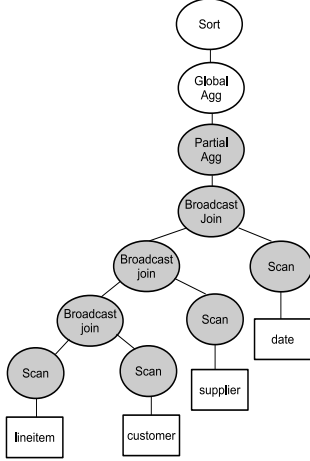 Sort
Global
Agg
Partial
Agg
Broadcast
Join
Broadcast
join
Scan
Broadcast
join
Scan
date
Scan
Scan
supplier
lineitem
customer